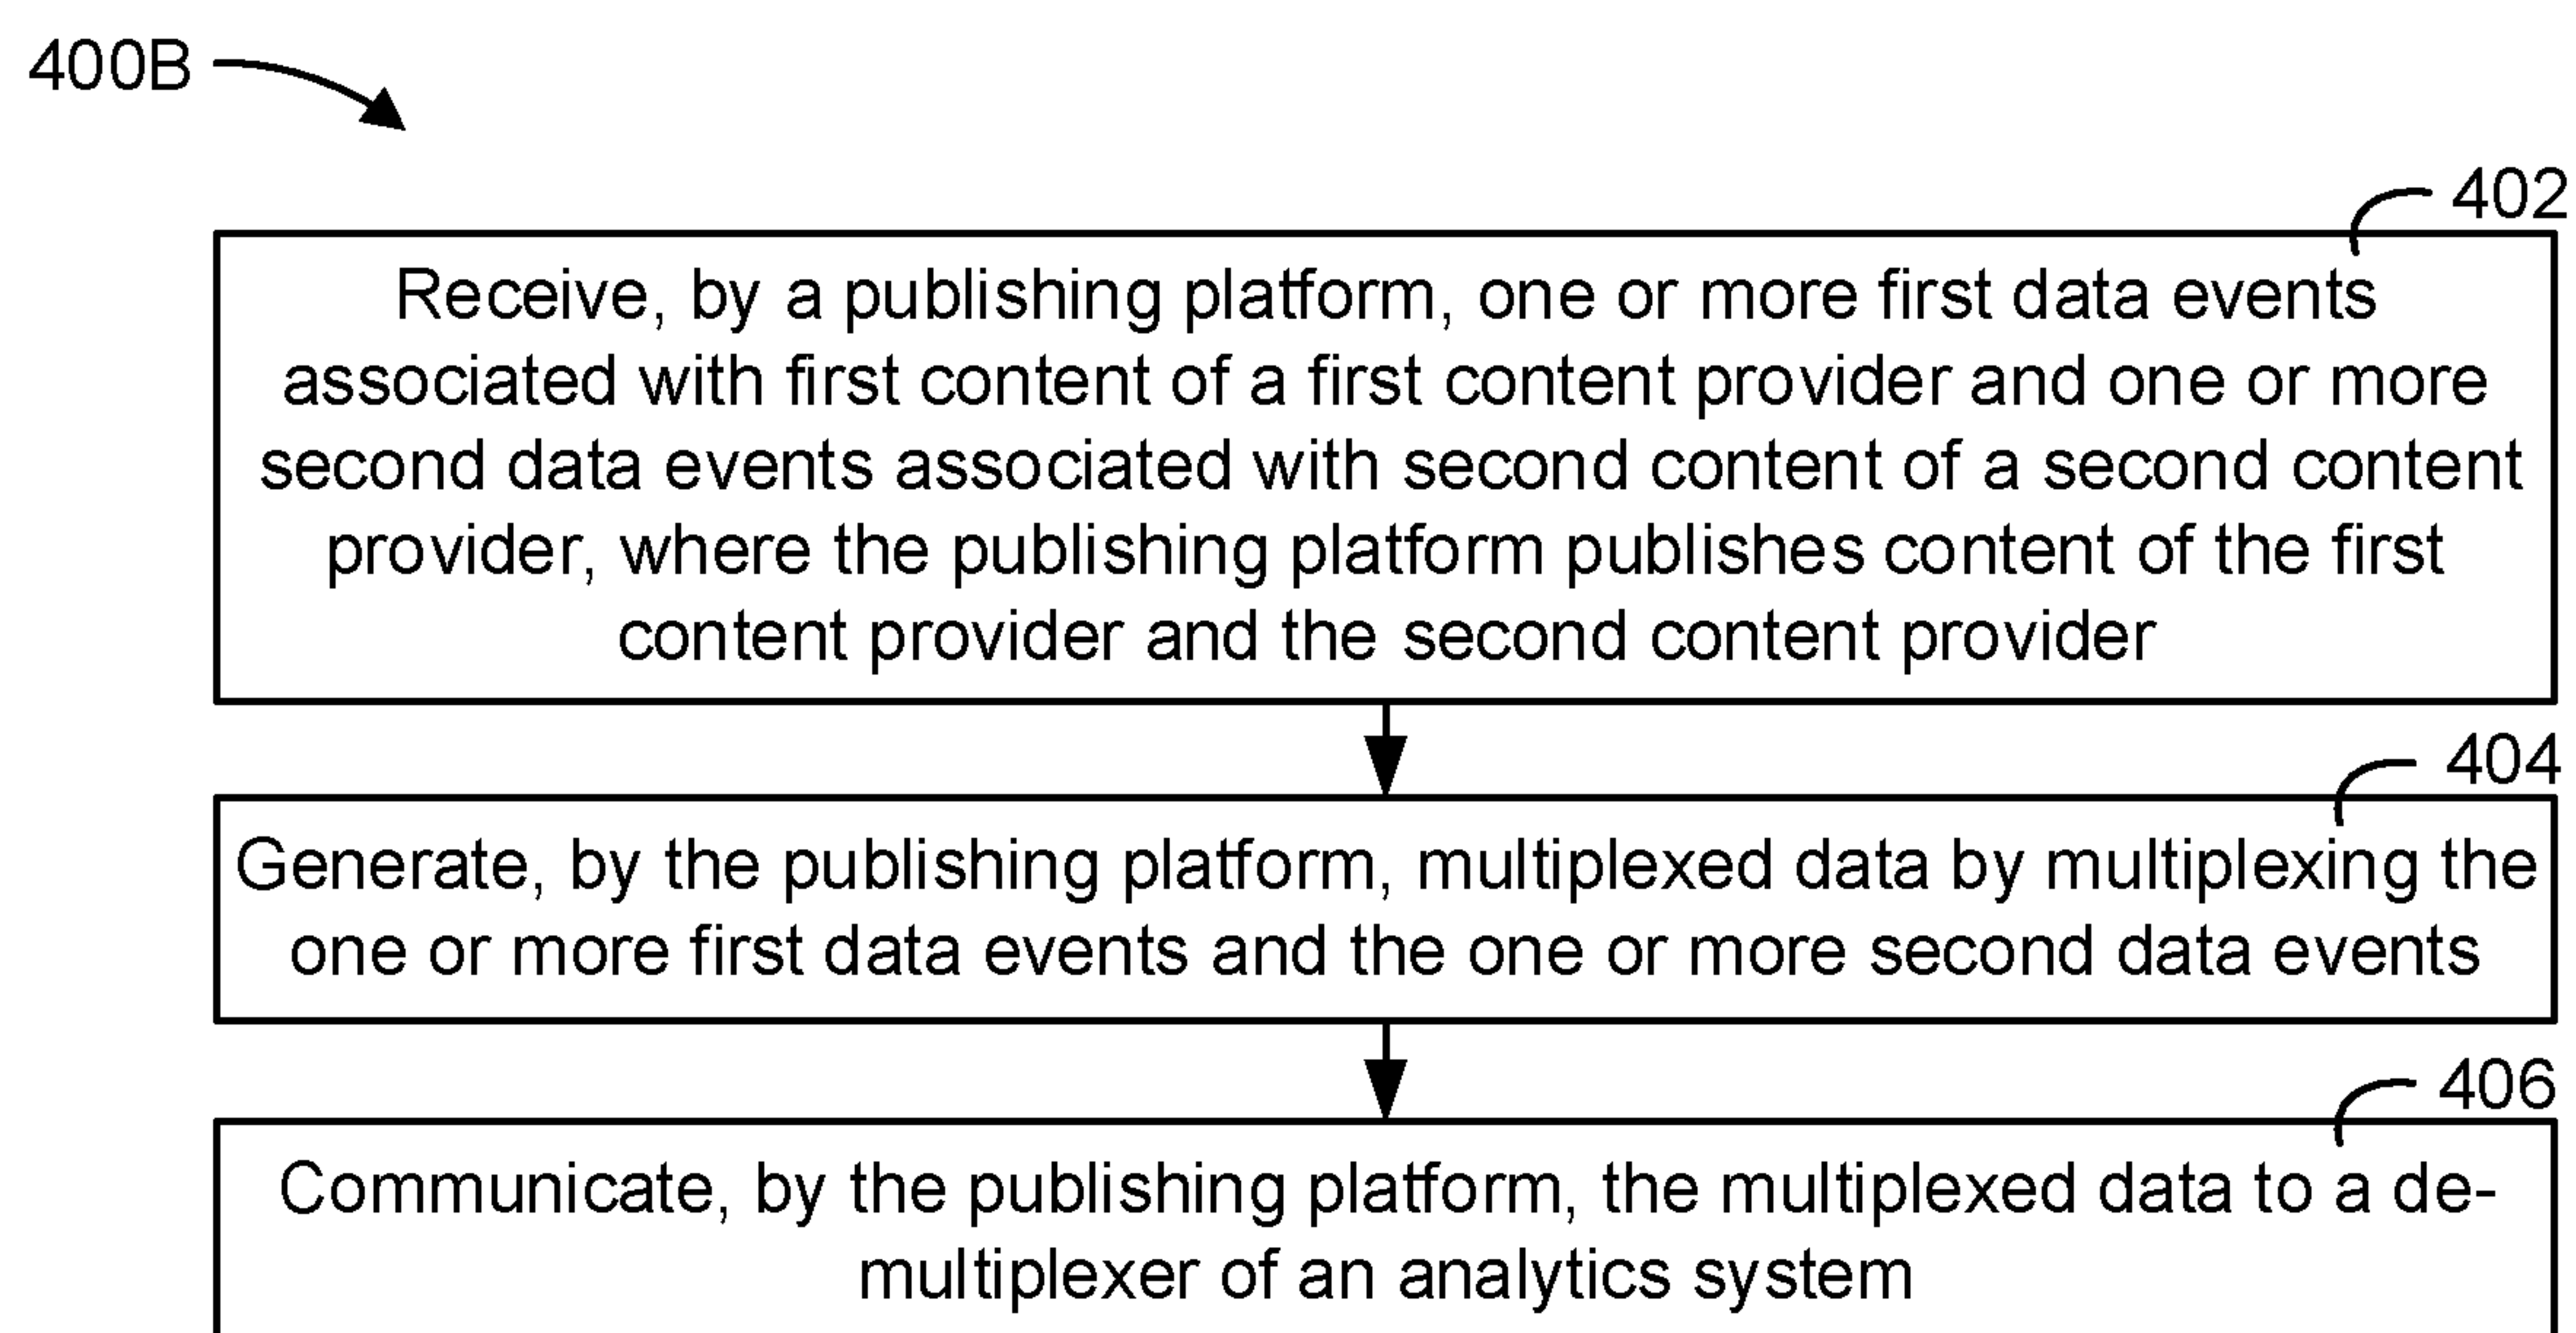 400B
402
Receive, by a publishing platform, one or more first data events
associated with first content of a first content provider and one or more
second data events associated with second content of a second content
provider, where the publishing platform publishes content of the first
content provider and the second content provider
404
Generate, by the publishing platform, multiplexed data by multiplexing the
one or more first data events and the one or more second data events
406
Communicate, by the publishing platform, the multiplexed data to a de-
multiplexer of an analytics system